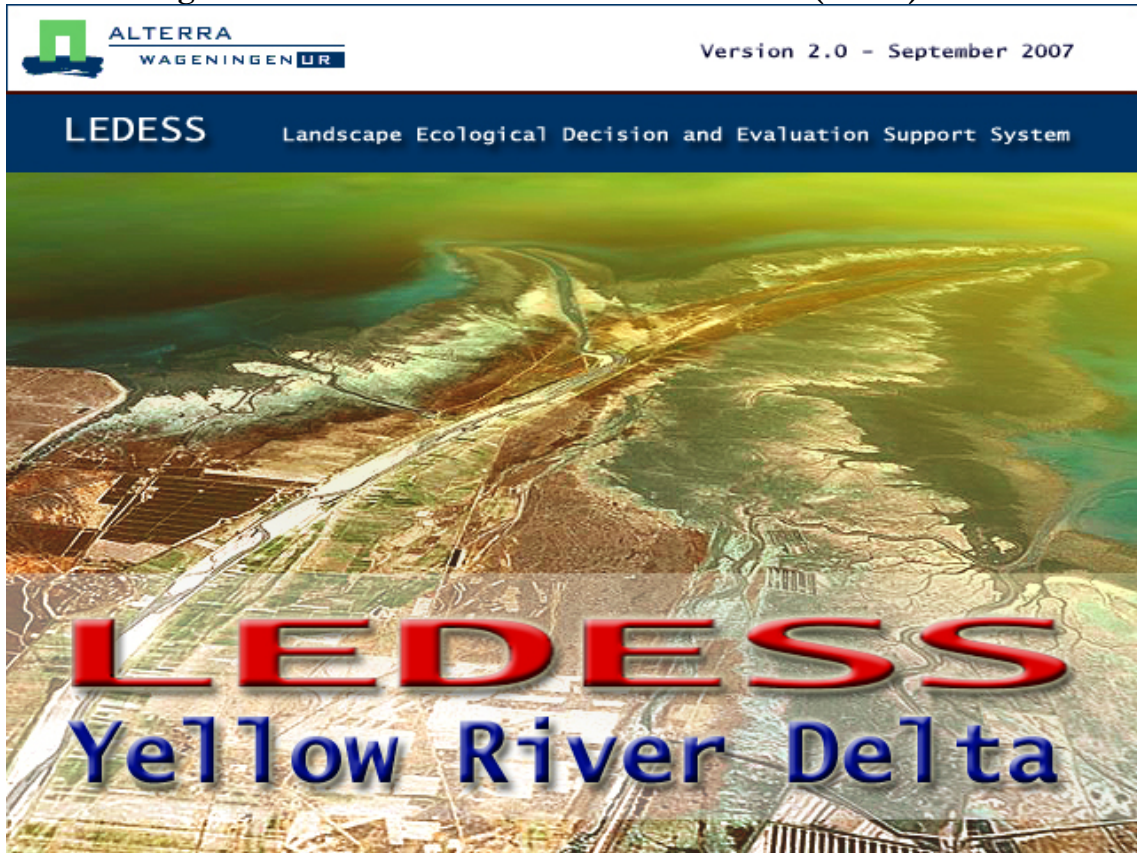 ALTERRA
WAGENINGEN UR
Version 2.0 - September 2007
LEDESS
Landscape Ecological Decision and Evaluation Support System
LEDESS
Yellow River Delta